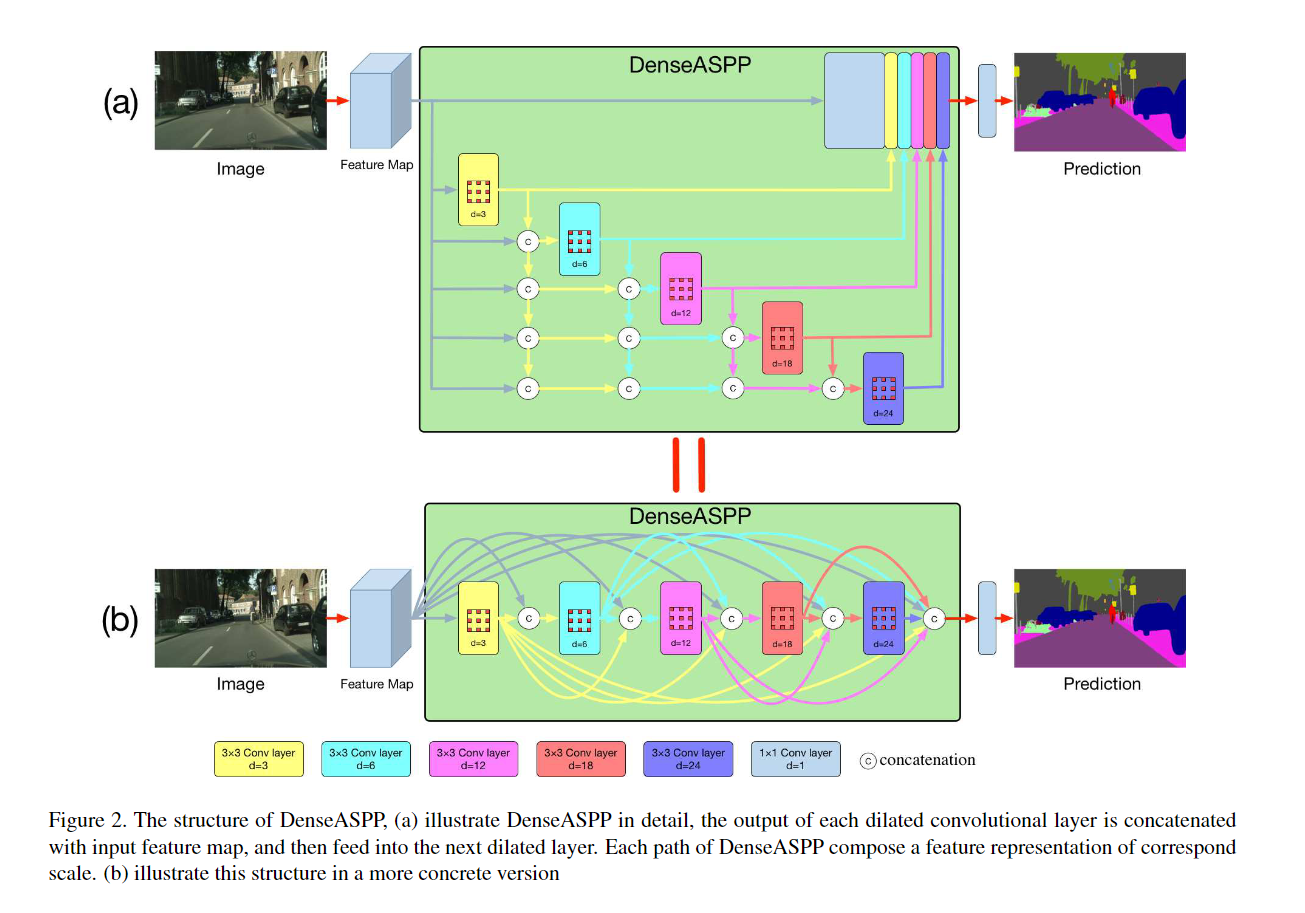 DenseASPP
(a)
Image
Feature Map
Prediction
d=3
c
d=6
c
c
d=12
c
c
c
d=18
c
c
c
c
d=24
DenseASPP
(b)
d=3
c
d=6
c
d=12
c
d=18
c
d=24
c
Image
Feature Map
Prediction
3×3 Conv layer
d=3
3×3 Conv layer
d=6
3×3 Conv layer
d=12
3×3 Conv layer
d=18
3×3 Conv layer
d=24
1×1 Conv layer
d=1
c concatenation
Figure 2. The structure of DenseASPP, (a) illustrate DenseASPP in detail, the output of each dilated convolutional layer is concatenated
with input feature map, and then feed into the next dilated layer. Each path of DenseASPP compose a feature representation of correspond
scale. (b) illustrate this structure in a more concrete version